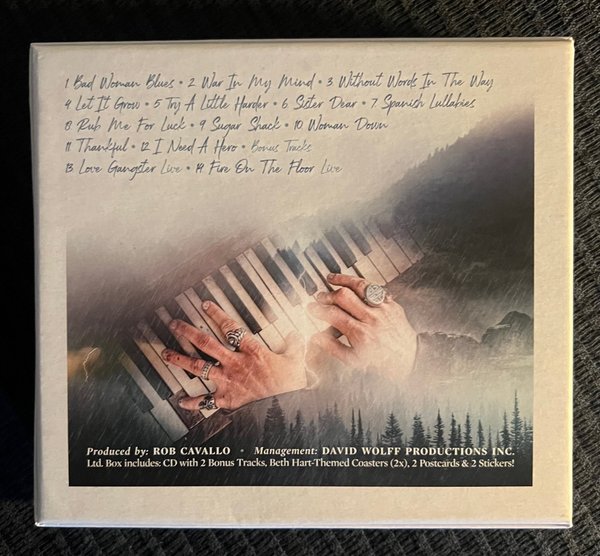 1 Bad Woman Blues • 2 War In My Mind • 3 Without Words In The Way
4 Let It Grow • 5 Try A Little Harder • 6 Sister Dear • 7 Spanish Lullabies
8 Rub Me For Luck • 9 Sugar Shack • 10 Woman Down
11 Thankful • 12 I Need A Hero • Bonus Tracks
13 Love Gangster Live • 14 Fire On The Floor Live
Produced by: ROB CAVALLO • Management: DAVID WOLFF PRODUCTIONS INC.
Ltd. Box includes: CD with 2 Bonus Tracks, Beth Hart-Themed Coasters (2x), 2 Postcards & 2 Stickers!